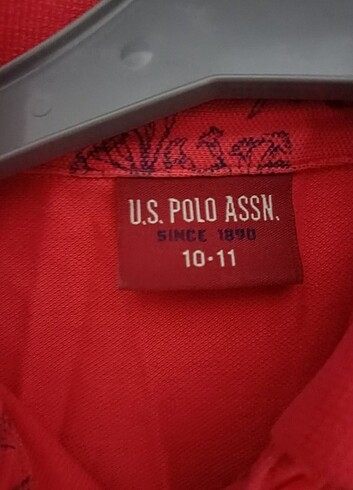 U.S. POLO ASSN.
SINCE 1890
10-11